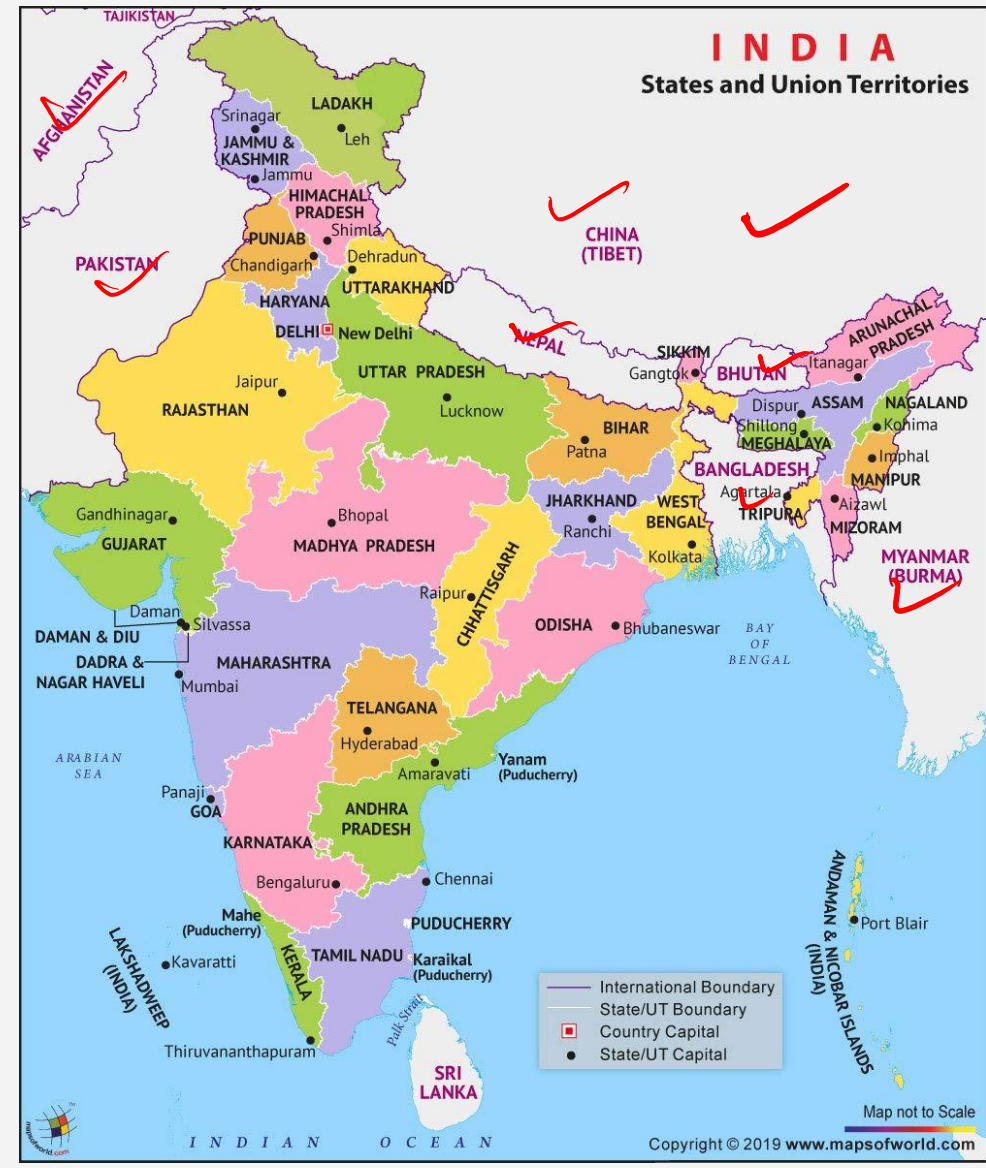 TAJIKISTAN
INDIA
States and Union Territories
AFGHANISTAN
LADAKH
Srinagar
Leh
JAMMU &
KASHMIR
Jammu
HIMACHAL
PRADESH
Shimla
CHINA
(TIBET)
PUNJAB
Chandigarh
Dehradun
PAKISTAN
UTTARAKHAND
HARYANA
DELHI
New Delhi
NEPAL
ARUNACHAL
PRADESH
SIKKIM
Gangtok
BHUTAN
Itanagar
UTTAR PRADESH
Jaipur
RAJASTHAN
Lucknow
Dispur
ASSAM
NAGALAND
BIHAR
Shillong
Kohima
Patna
MEGHALAYA
Imphal
BANGLADESH
MANIPUR
Agartala
TRIPURA
Aizawl
MIZORAM
JHARKHAND
Ranchi
WEST
BENGAL
Kolkata
Gandhinagar
GUJARAT
Bhopal
MADHYA PRADESH
MYANMAR
(BURMA)
Raipur
CHHATTISGARH
Daman
Silvassa
DAMAN & DIU
DADRA &
NAGAR HAVELI
ODISHA
Bhubaneswar
BAY
OF
BENGAL
MAHARASHTRA
Mumbai
TELANGANA
Hyderabad
ARABIAN
SEA
Yanam
(Puducherry)
Amaravati
Panaji
GOA
ANDHRA
PRADESH
KARNATAKA
Bengaluru
Chennai
Mahe
(Puducherry)
PUDUCHERRY
Port Blair
ANDAMAN & NICOBAR ISLANDS
(INDIA)
LAKSHADWEEP
(INDIA)
Kavaratti
KERALA
TAMIL NADU
Karaikal
(Puducherry)
Palk Strait
Thiruvananthapuram
SRI
LANKA
International Boundary
State/UT Boundary
Country Capital
State/UT Capital
INDIAN OCEAN
mapsofworld.com
Map not to Scale
Copyright © 2019 www.mapsofworld.com